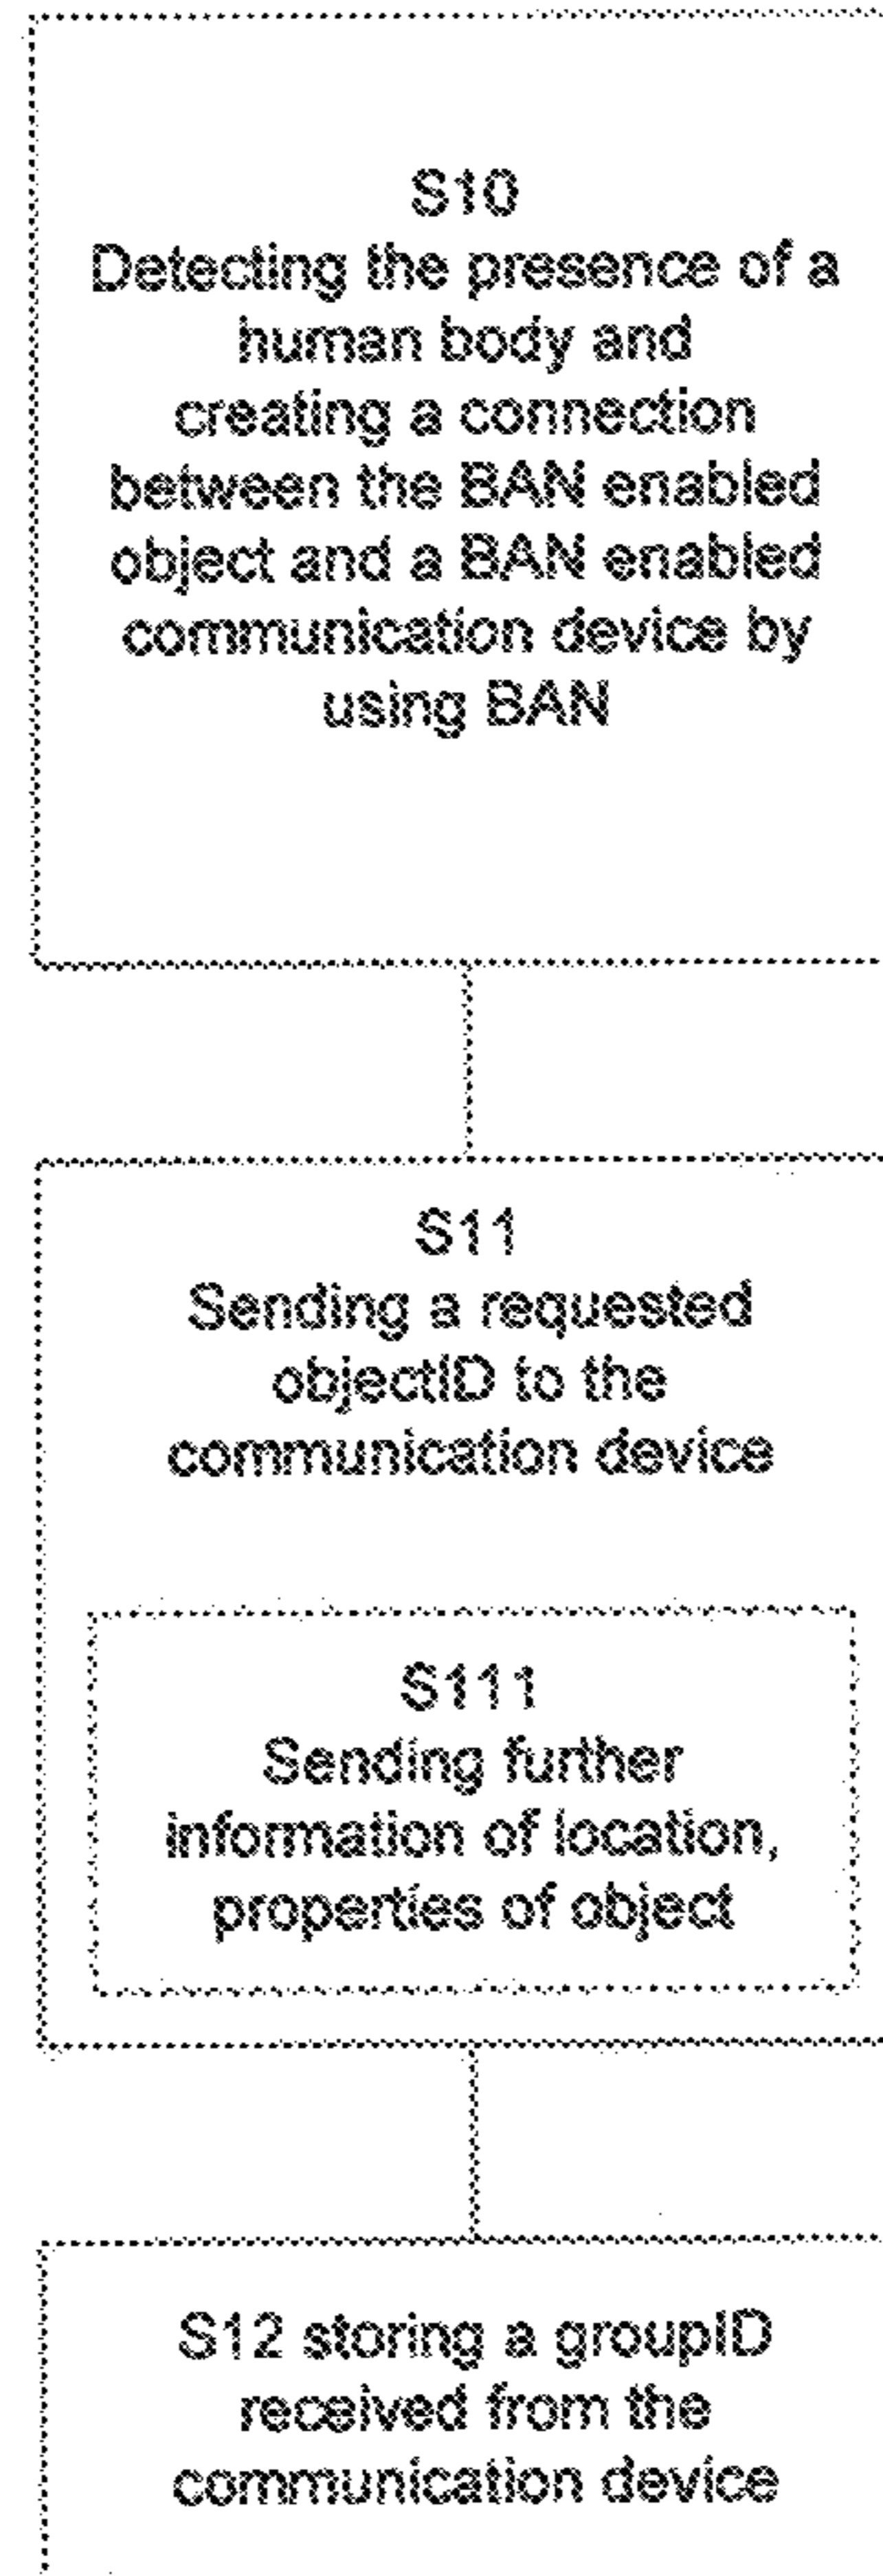 S10
Detecting the presence of a
human body and
creating a connection
between the BAN enabled
object and a BAN enabled
communication device by
using BAN
S11
Sending a requested
objectID to the
communication device
S111
Sending further
information of location,
properties of object
S12 storing a groupID
received from the
communication device